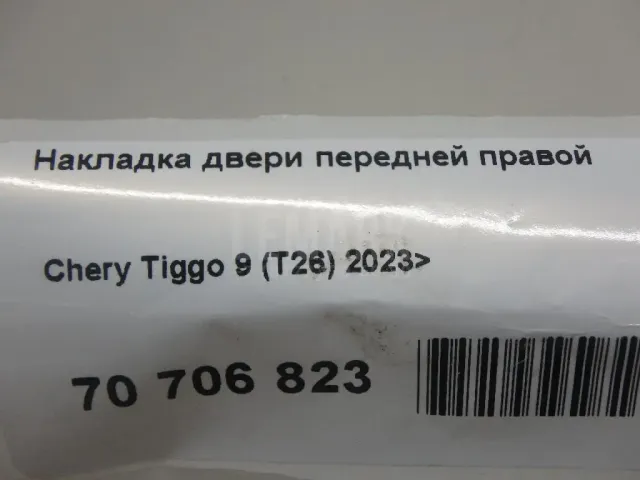 Накладка двери передней правой
Chery Tiggo 9 (T26) 2023>
70 706 823